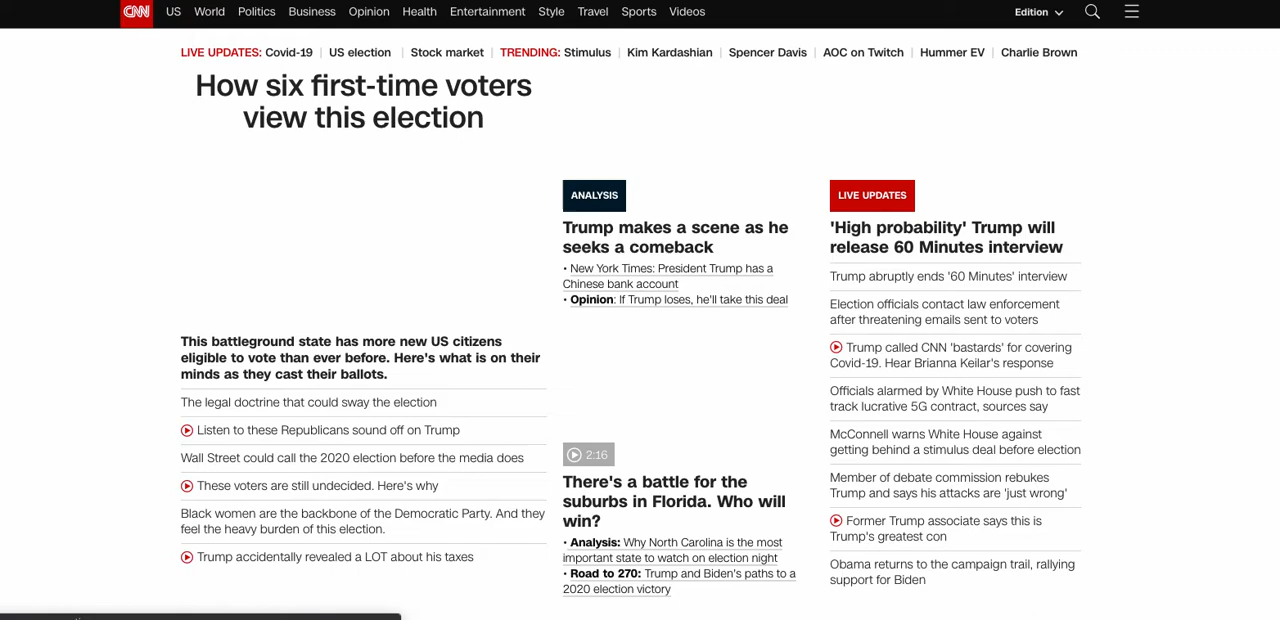 CNN US World Politics Business Opinion Health Entertainment Style Travel Sports Videos Edition
LIVE UPDATES: Covid-19 | US election | Stock market | TRENDING: Stimulus | Kim Kardashian | Spencer Davis | AOC on Twitch | Hummer EV | Charlie Brown
How six first-time voters
view this election
This battleground state has more new US citizens
eligible to vote than ever before. Here's what is on their
minds as they cast their ballots.
The legal doctrine that could sway the election
Listen to these Republicans sound off on Trump
Wall Street could call the 2020 election before the media does
These voters are still undecided. Here's why
Black women are the backbone of the Democratic Party. And they
feel the heavy burden of this election.
Trump accidentally revealed a LOT about his taxes
ANALYSIS
Trump makes a scene as he
seeks a comeback
• New York Times: President Trump has a
Chinese bank account
• Opinion: If Trump loses, he'll take this deal
2:16
There's a battle for the
suburbs in Florida. Who will
win?
• Analysis: Why North Carolina is the most
important state to watch on election night
• Road to 270: Trump and Biden's paths to a
2020 election victory
LIVE UPDATES
'High probability' Trump will
release 60 Minutes interview
Trump abruptly ends '60 Minutes' interview
Election officials contact law enforcement
after threatening emails sent to voters
Trump called CNN 'bastards' for covering
Covid-19. Hear Brianna Keilar's response
Officials alarmed by White House push to fast
track lucrative 5G contract, sources say
McConnell warns White House against
getting behind a stimulus deal before election
Member of debate commission rebukes
Trump and says his attacks are 'just wrong'
Former Trump associate says this is
Trump's greatest con
Obama returns to the campaign trail, rallying
support for Biden